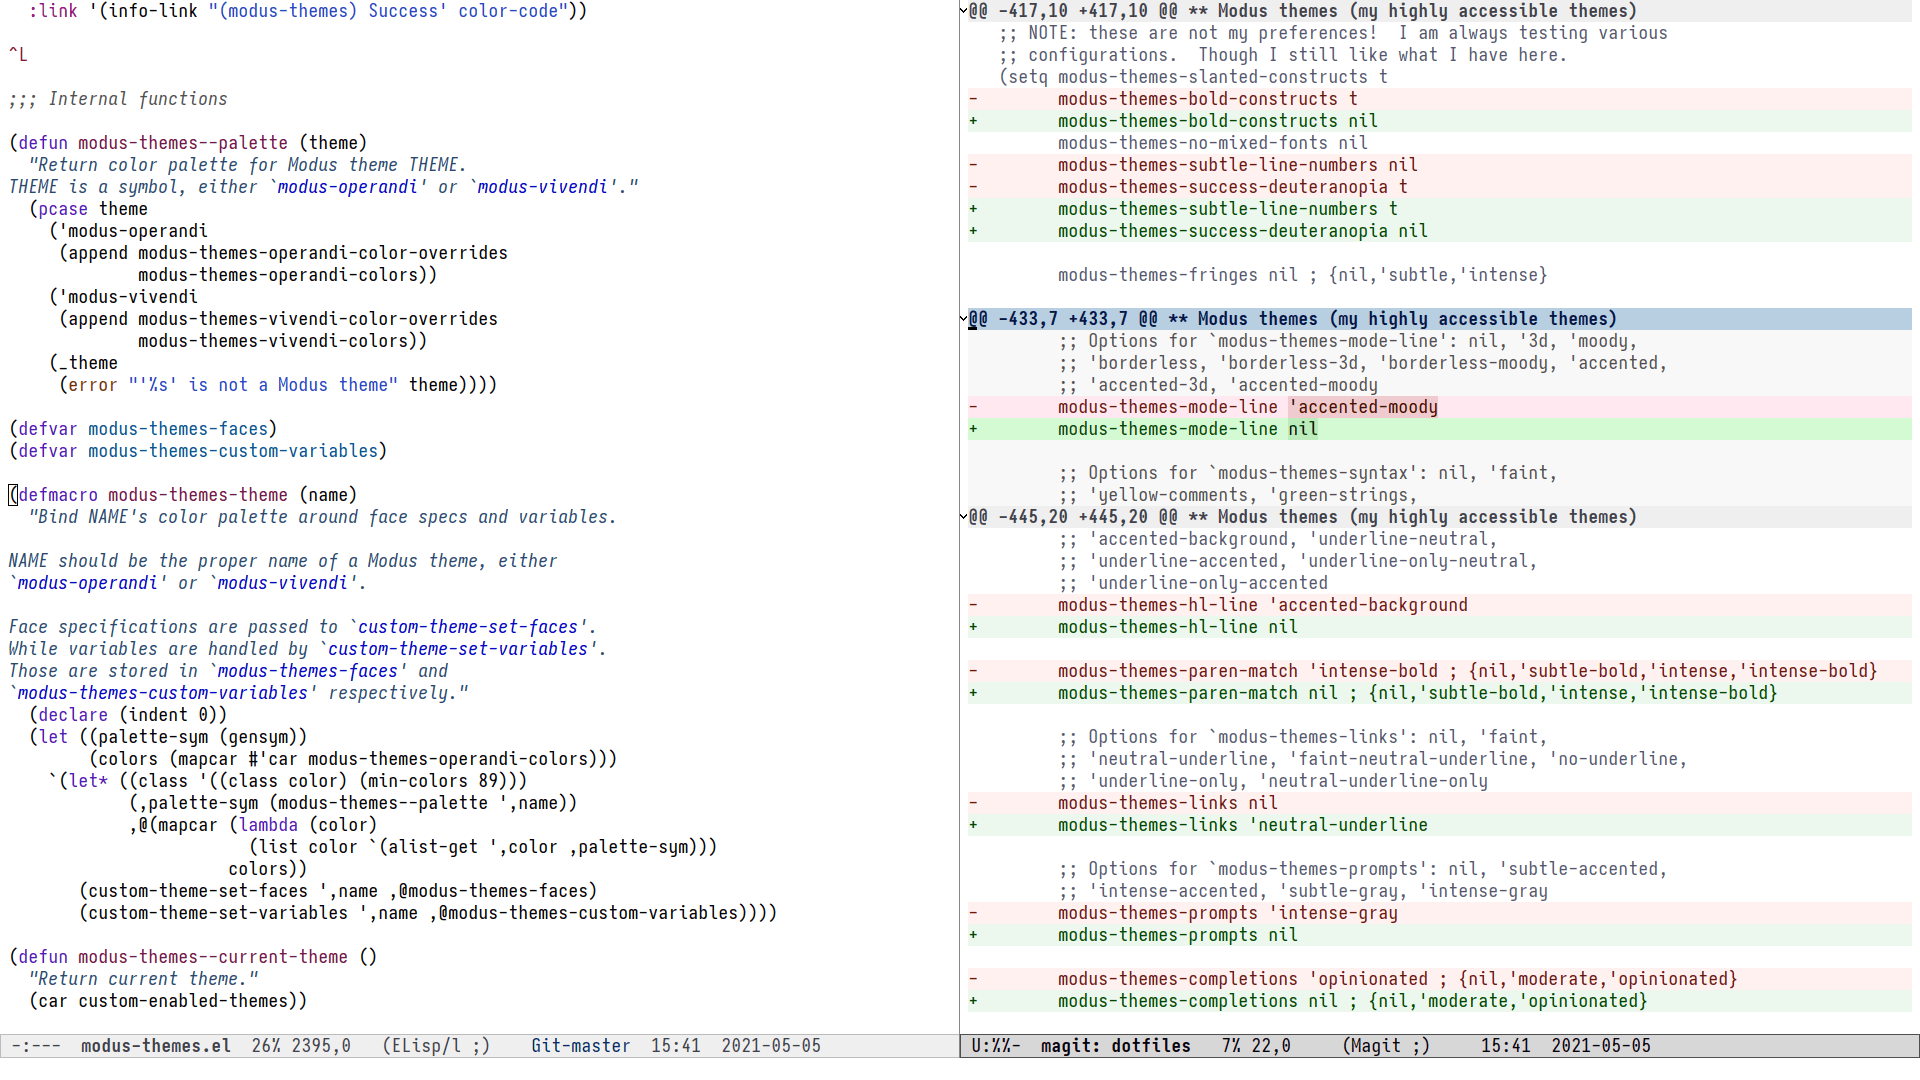 :link '(info-link "(modus-themes) Success' color-code"))

^L

;;; Internal functions

(defun modus-themes--palette (theme)
  "Return color palette for Modus theme THEME.
THEME is a symbol, either `modus-operandi' or `modus-vivendi'."
  (pcase theme
    ('modus-operandi
     (append modus-themes-operandi-color-overrides
             modus-themes-operandi-colors))
    ('modus-vivendi
     (append modus-themes-vivendi-color-overrides
             modus-themes-vivendi-colors))
    (_theme
     (error "'%s' is not a Modus theme" theme))))

(defvar modus-themes-faces)
(defvar modus-themes-custom-variables)

(defmacro modus-themes-theme (name)
  "Bind NAME's color palette around face specs and variables.

NAME should be the proper name of a Modus theme, either
`modus-operandi' or `modus-vivendi'.

Face specifications are passed to `custom-theme-set-faces'.
While variables are handled by `custom-theme-set-variables'.
Those are stored in `modus-themes-faces' and
`modus-themes-custom-variables' respectively."
  (declare (indent 0))
  (let ((palette-sym (gensym))
        (colors (mapcar #'car modus-themes-operandi-colors)))
    `(let* ((class '((class color) (min-colors 89)))
            (,palette-sym (modus-themes--palette ',name))
            ,@(mapcar (lambda (color)
                        (list color `(alist-get ',color ,palette-sym)))
                      colors))
       (custom-theme-set-faces ',name ,@modus-themes-faces)
       (custom-theme-set-variables ',name ,@modus-themes-custom-variables))))

(defun modus-themes--current-theme ()
  "Return current theme."
  (car custom-enabled-themes))

-:---  modus-themes.el  26% 2395,0   (ELisp/l ;)    Git-master  15:41  2021-05-05
@@ -417,10 +417,10 @@ ** Modus themes (my highly accessible themes)
   ;; NOTE: these are not my preferences!  I am always testing various
   ;; configurations.  Though I still like what I have here.
   (setq modus-themes-slanted-constructs t
-        modus-themes-bold-constructs t
+        modus-themes-bold-constructs nil
         modus-themes-no-mixed-fonts nil
-        modus-themes-subtle-line-numbers nil
-        modus-themes-success-deuteranopia t
+        modus-themes-subtle-line-numbers t
+        modus-themes-success-deuteranopia nil

         modus-themes-fringes nil ; {nil,'subtle,'intense}

@@ -433,7 +433,7 @@ ** Modus themes (my highly accessible themes)
         ;; Options for `modus-themes-mode-line': nil, '3d, 'moody,
         ;; 'borderless, 'borderless-3d, 'borderless-moody, 'accented,
         ;; 'accented-3d, 'accented-moody
-        modus-themes-mode-line 'accented-moody
+        modus-themes-mode-line nil

         ;; Options for `modus-themes-syntax': nil, 'faint,
         ;; 'yellow-comments, 'green-strings,
@@ -445,20 +445,20 @@ ** Modus themes (my highly accessible themes)
         ;; 'accented-background, 'underline-neutral,
         ;; 'underline-accented, 'underline-only-neutral,
         ;; 'underline-only-accented
-        modus-themes-hl-line 'accented-background
+        modus-themes-hl-line nil

-        modus-themes-paren-match 'intense-bold ; {nil,'subtle-bold,'intense,'intense-bold}
+        modus-themes-paren-match nil ; {nil,'subtle-bold,'intense,'intense-bold}

         ;; Options for `modus-themes-links': nil, 'faint,
         ;; 'neutral-underline, 'faint-neutral-underline, 'no-underline,
         ;; 'underline-only, 'neutral-underline-only
-        modus-themes-links nil
+        modus-themes-links 'neutral-underline

         ;; Options for `modus-themes-prompts': nil, 'subtle-accented,
         ;; 'intense-accented, 'subtle-gray, 'intense-gray
-        modus-themes-prompts 'intense-gray
+        modus-themes-prompts nil

-        modus-themes-completions 'opinionated ; {nil,'moderate,'opinionated}
+        modus-themes-completions nil ; {nil,'moderate,'opinionated}

U:%%-  magit: dotfiles   7% 22,0     (Magit ;)     15:41  2021-05-05